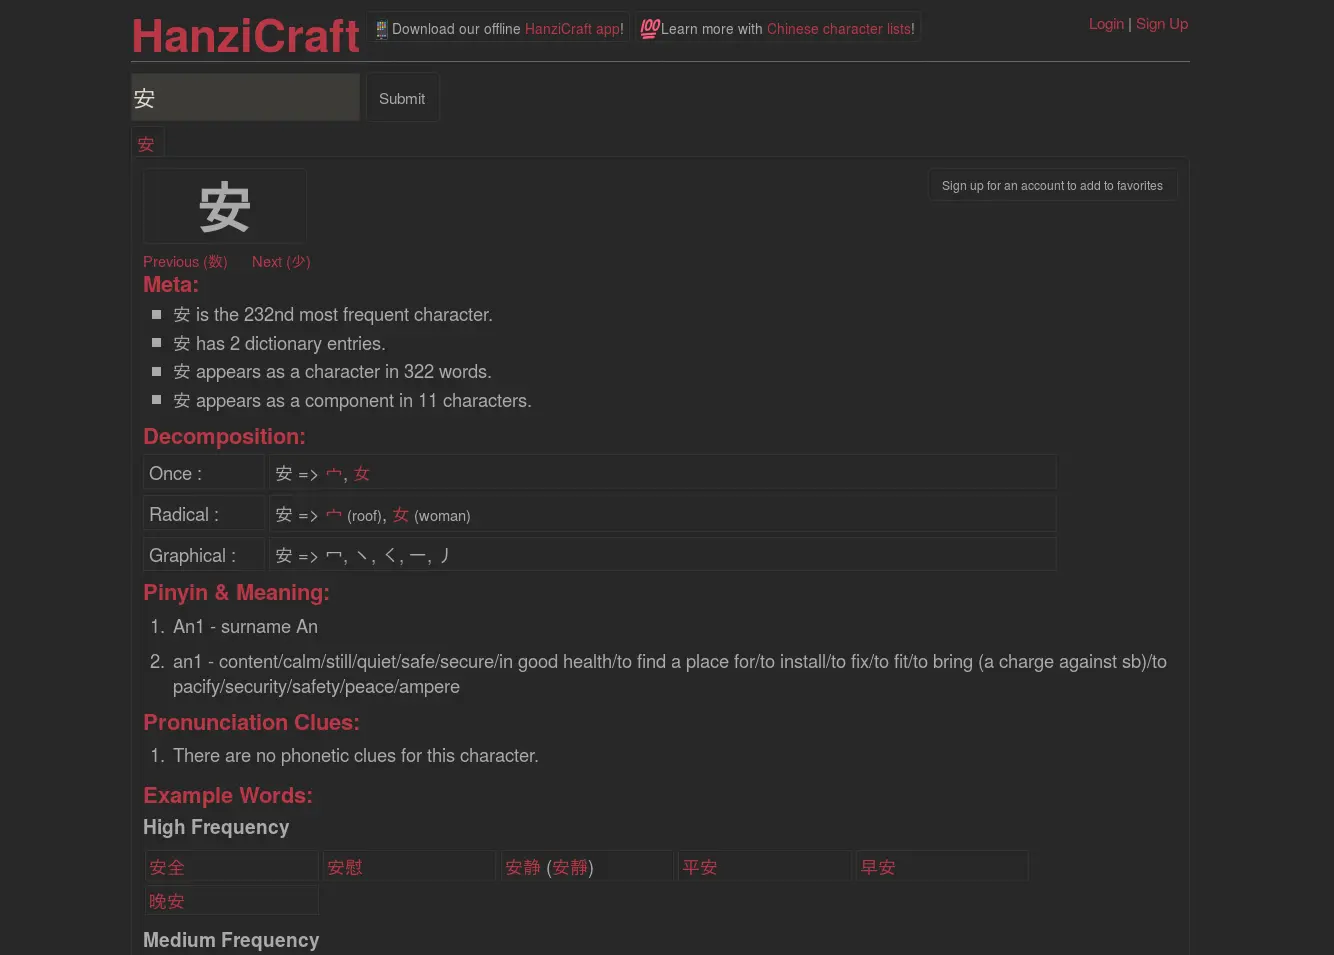 HanziCraft
📱Download our offline HanziCraft app!
💯Learn more with Chinese character lists!
Login | Sign Up
安
Submit
安
安
Sign up for an account to add to favorites
Previous (数) Next (少)
Meta:
安 is the 232nd most frequent character.
安 has 2 dictionary entries.
安 appears as a character in 322 words.
安 appears as a component in 11 characters.
Decomposition:
Once : 安 => 宀, 女
Radical : 安 => 宀 (roof), 女 (woman)
Graphical : 安 => 冖, 丶, く, 一, 丿
Pinyin & Meaning:
1. An1 - surname An
2. an1 - content/calm/still/quiet/safe/secure/in good health/to find a place for/to install/to fix/to fit/to bring (a charge against sb)/to
pacify/security/safety/peace/ampere
Pronunciation Clues:
1. There are no phonetic clues for this character.
Example Words:
High Frequency
安全 安慰 安静 (安靜) 平安 早安
晚安
Medium Frequency